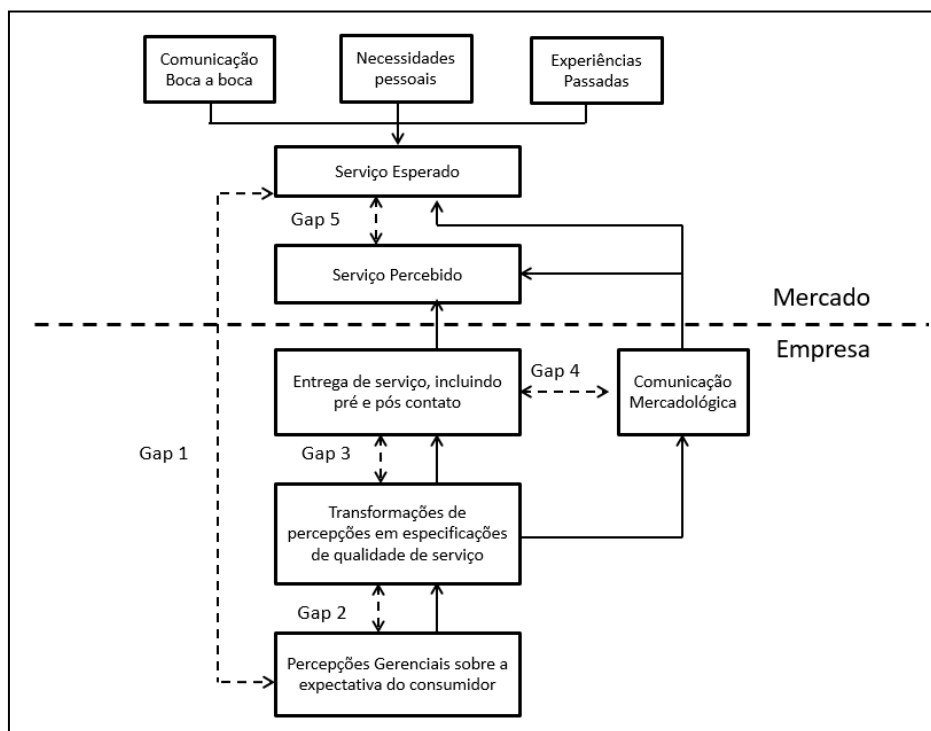 Comunicação
Boca a boca
Necessidades
pessoais
Experiências
Passadas
Serviço Esperado
Gap 5
Serviço Percebido
Mercado
Empresa
Entrega de serviço, incluindo
pré e pós contato
Gap 4
Comunicação
Mercadológica
Gap 1
Gap 3
Transformações de
percepções em especificações
de qualidade de serviço
Gap 2
Percepções Gerenciais sobre a
expectativa do consumidor